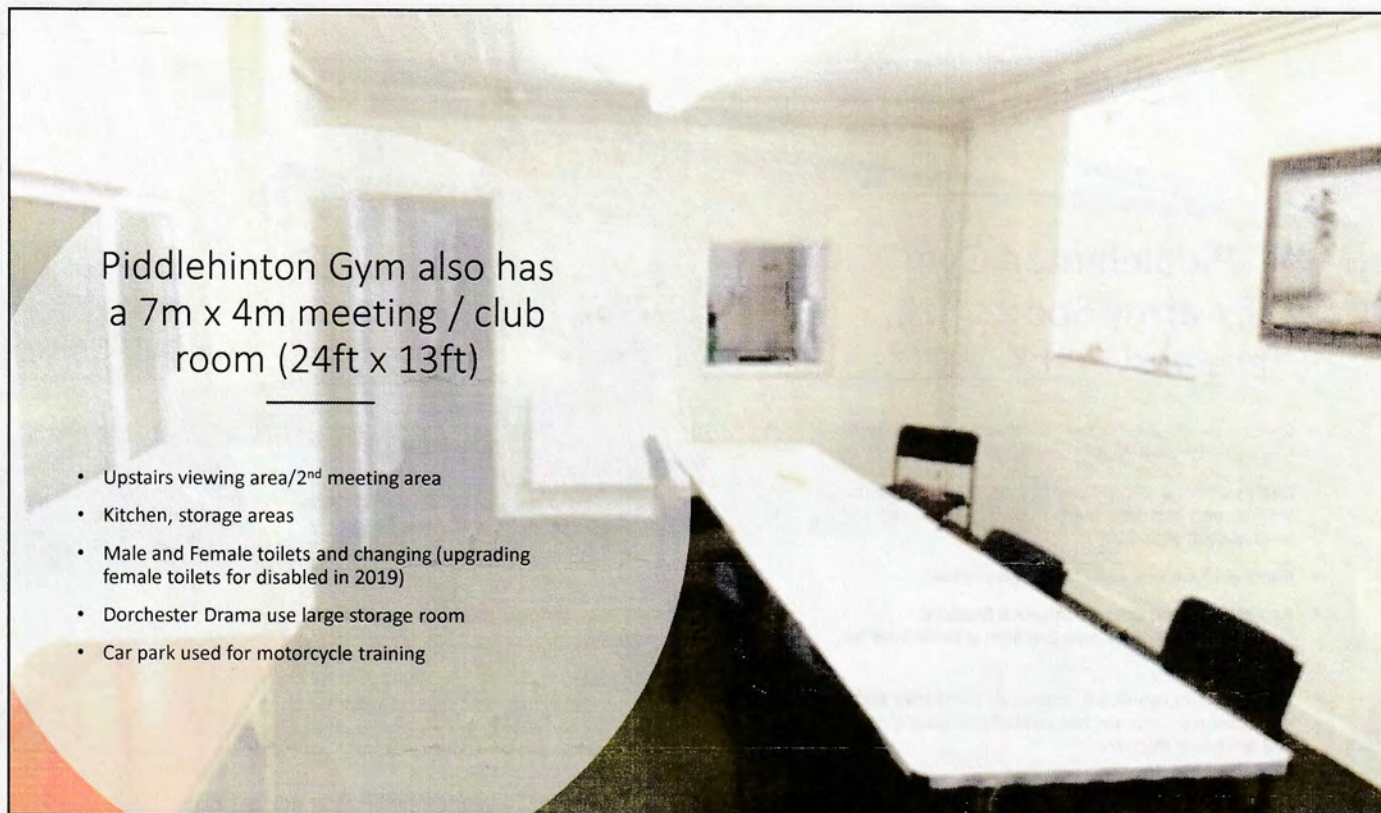 Piddlehinton Gym also has
a 7m x 4m meeting / club
room (24ft x 13ft)
• Upstairs viewing area/2nd meeting area
• Kitchen, storage areas
• Male and Female toilets and changing (upgrading
female toilets for disabled in 2019)
• Dorchester Drama use large storage room
• Car park used for motorcycle training